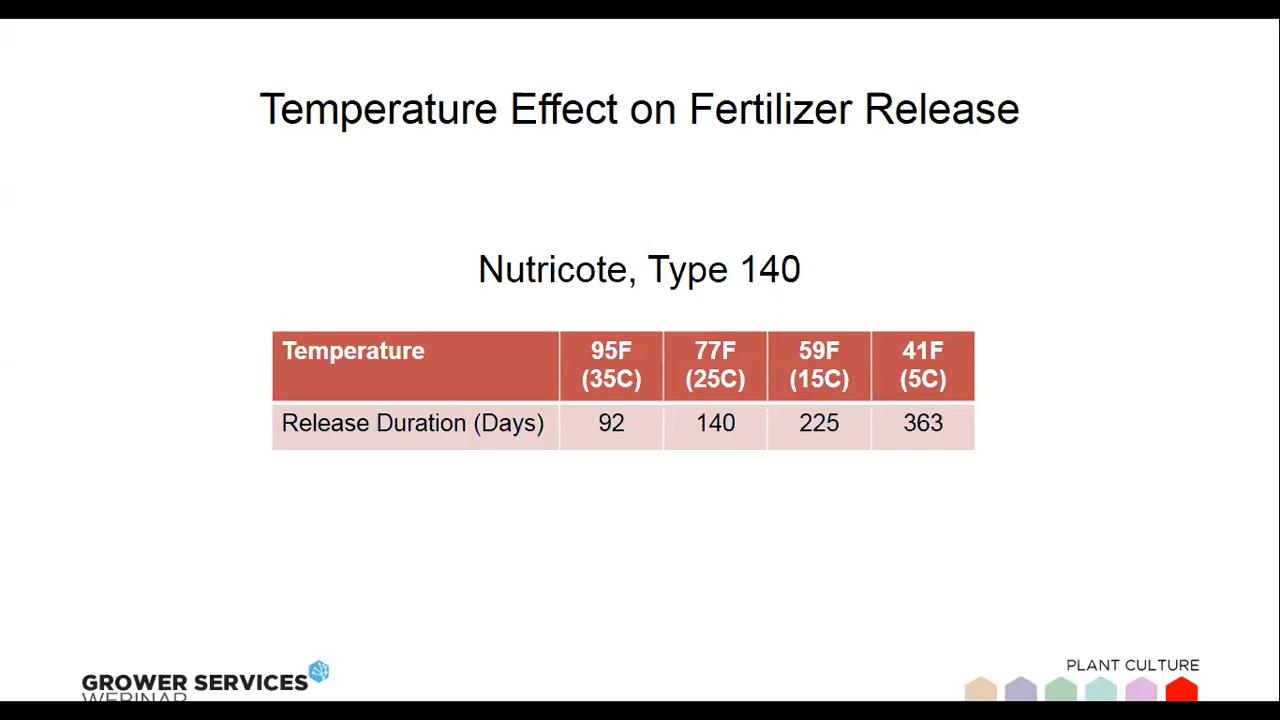 Temperature Effect on Fertilizer Release
Nutricote, Type 140
Temperature 95F 77F 59F 41F
(35C) (25C) (15C) (5C)
Release Duration (Days) 92 140 225 363
PLANT CULTURE
GROWER SERVICES
WEBINAR